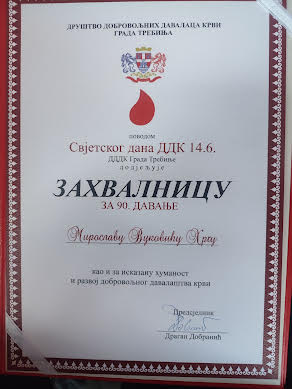 ДРУШТВО ДОБРОВОЉНИХ ДАВАЛАЦА КРВИ
ГРАДА ТРЕБИЊА
поводом
Свјетског дана ДДК 14.6.
ДДДК Града Требиње
додјељује
ЗАХВАЛНИЦУ
ЗА 90. ДАВАЊЕ
Мирославу Вуковићу Хрту
као и за исказану хуманост
и развој добровољног давалаштва крви
Предсједник
Драган Добранић